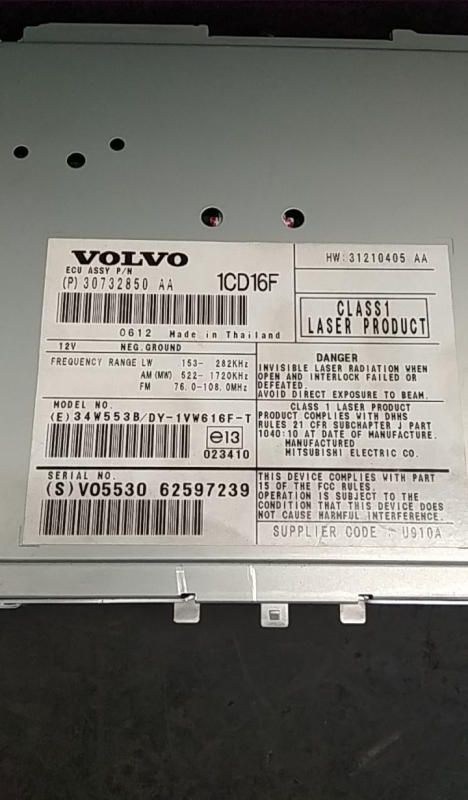 VOLVO
ECU ASSY P/N
(P) 30732850 AA
1CD16F
0612 Made in Thailand
12V NEG.GROUND
FREQUENCY RANGE LW 153- 282KHz
AM (MW) 522- 1720KHz
FM 76.0-108.0MHz
MODEL NO.
(E) 34W553B/DY-1VW616F-T
e13
023410
SERIAL NO.
(S) V05530 62597239
HW: 31210405 AA
CLASS1
LASER PRODUCT
DANGER
INVISIBLE LASER RADIATION WHEN
OPEN AND INTERLOCK FAILED OR
DEFEATED.
AVOID DIRECT EXPOSURE TO BEAM.
CLASS 1 LASER PRODUCT
PRODUCT COMPLIES WITH DHHS
RULES 21 CFR SUBCHAPTER J PART
1040:10 AT DATE OF MANUFACTURE.
MANUFACTURED
MITSUBISHI ELECTRIC CO.
THIS DEVICE COMPLIES WITH PART
15 OF THE FCC RULES.
OPERATION IS SUBJECT TO THE
CONDITION THAT THIS DEVICE DOES
NOT CAUSE HARMFUL INTERFERENCE.
SUPPLIER CODE : U910A